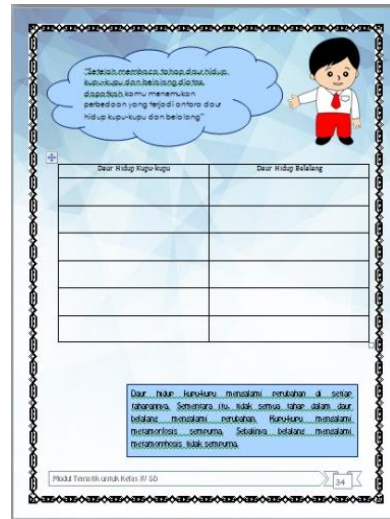 "Setelah membaca tahap daur hidup
kupu-kupu dan belalang diatas,
dapatkah kamu menemukan
perbedaan yang terjadi antara daur
hidup kupu-kupu dan belalang"
Daur Hidup Kupu-kupu Daur Hidup Belalang
Daur hidup kupu-kupu mengalami perubahan di setiap
tahapannya. Sementara itu, tidak semua tahap dalam daur
belalang mengalami perubahan. Kupu-kupu mengalami
metamorfosis sempurna. Sebaliknya belalang mengalami
metamorrhosis tidak sempurna.
Modul Tematik untuk Kelas IV SD
34